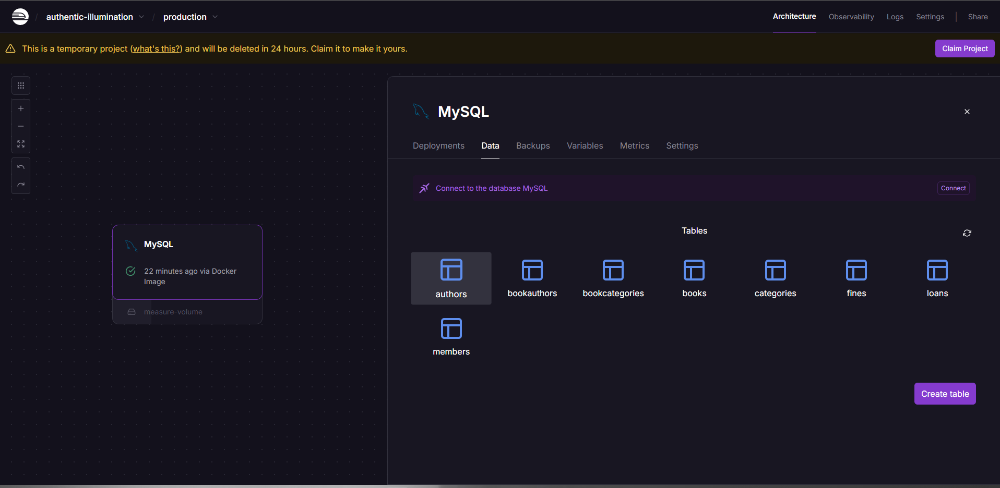 / authentic-illumination / production
Architecture Observability Logs Settings Share
This is a temporary project (what's this?) and will be deleted in 24 hours. Claim it to make it yours.
Claim Project
MySQL
22 minutes ago via Docker
Image
measure-volume
MySQL
Deployments Data Backups Variables Metrics Settings
Connect to the database MySQL
Connect
Tables
authors bookauthors bookcategories books categories fines loans
members
Create table